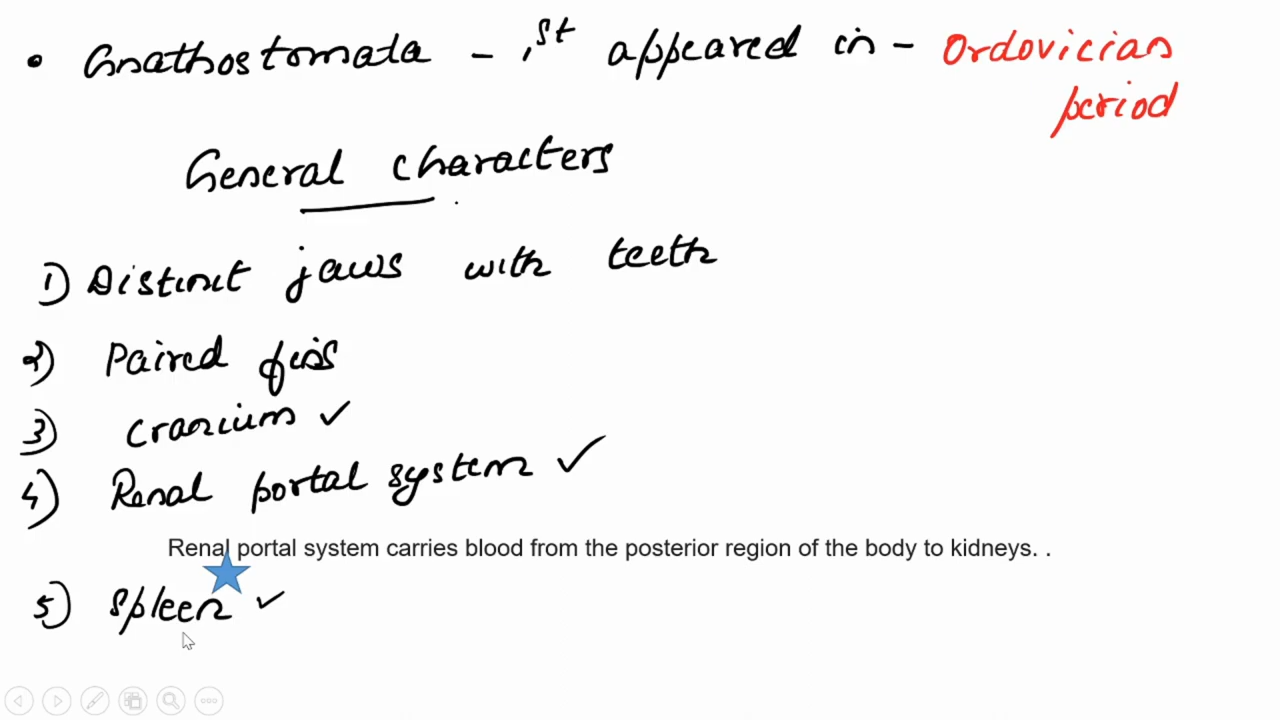 • Gnathostomata - 1st appeared in - Ordovician
period
General characters
1) Distinct jaws with teeth
2) Paired fins
3) Cranium ✓
4) Renal portal system ✓
Renal portal system carries blood from the posterior region of the body to kidneys. .
5) Spleen ✓